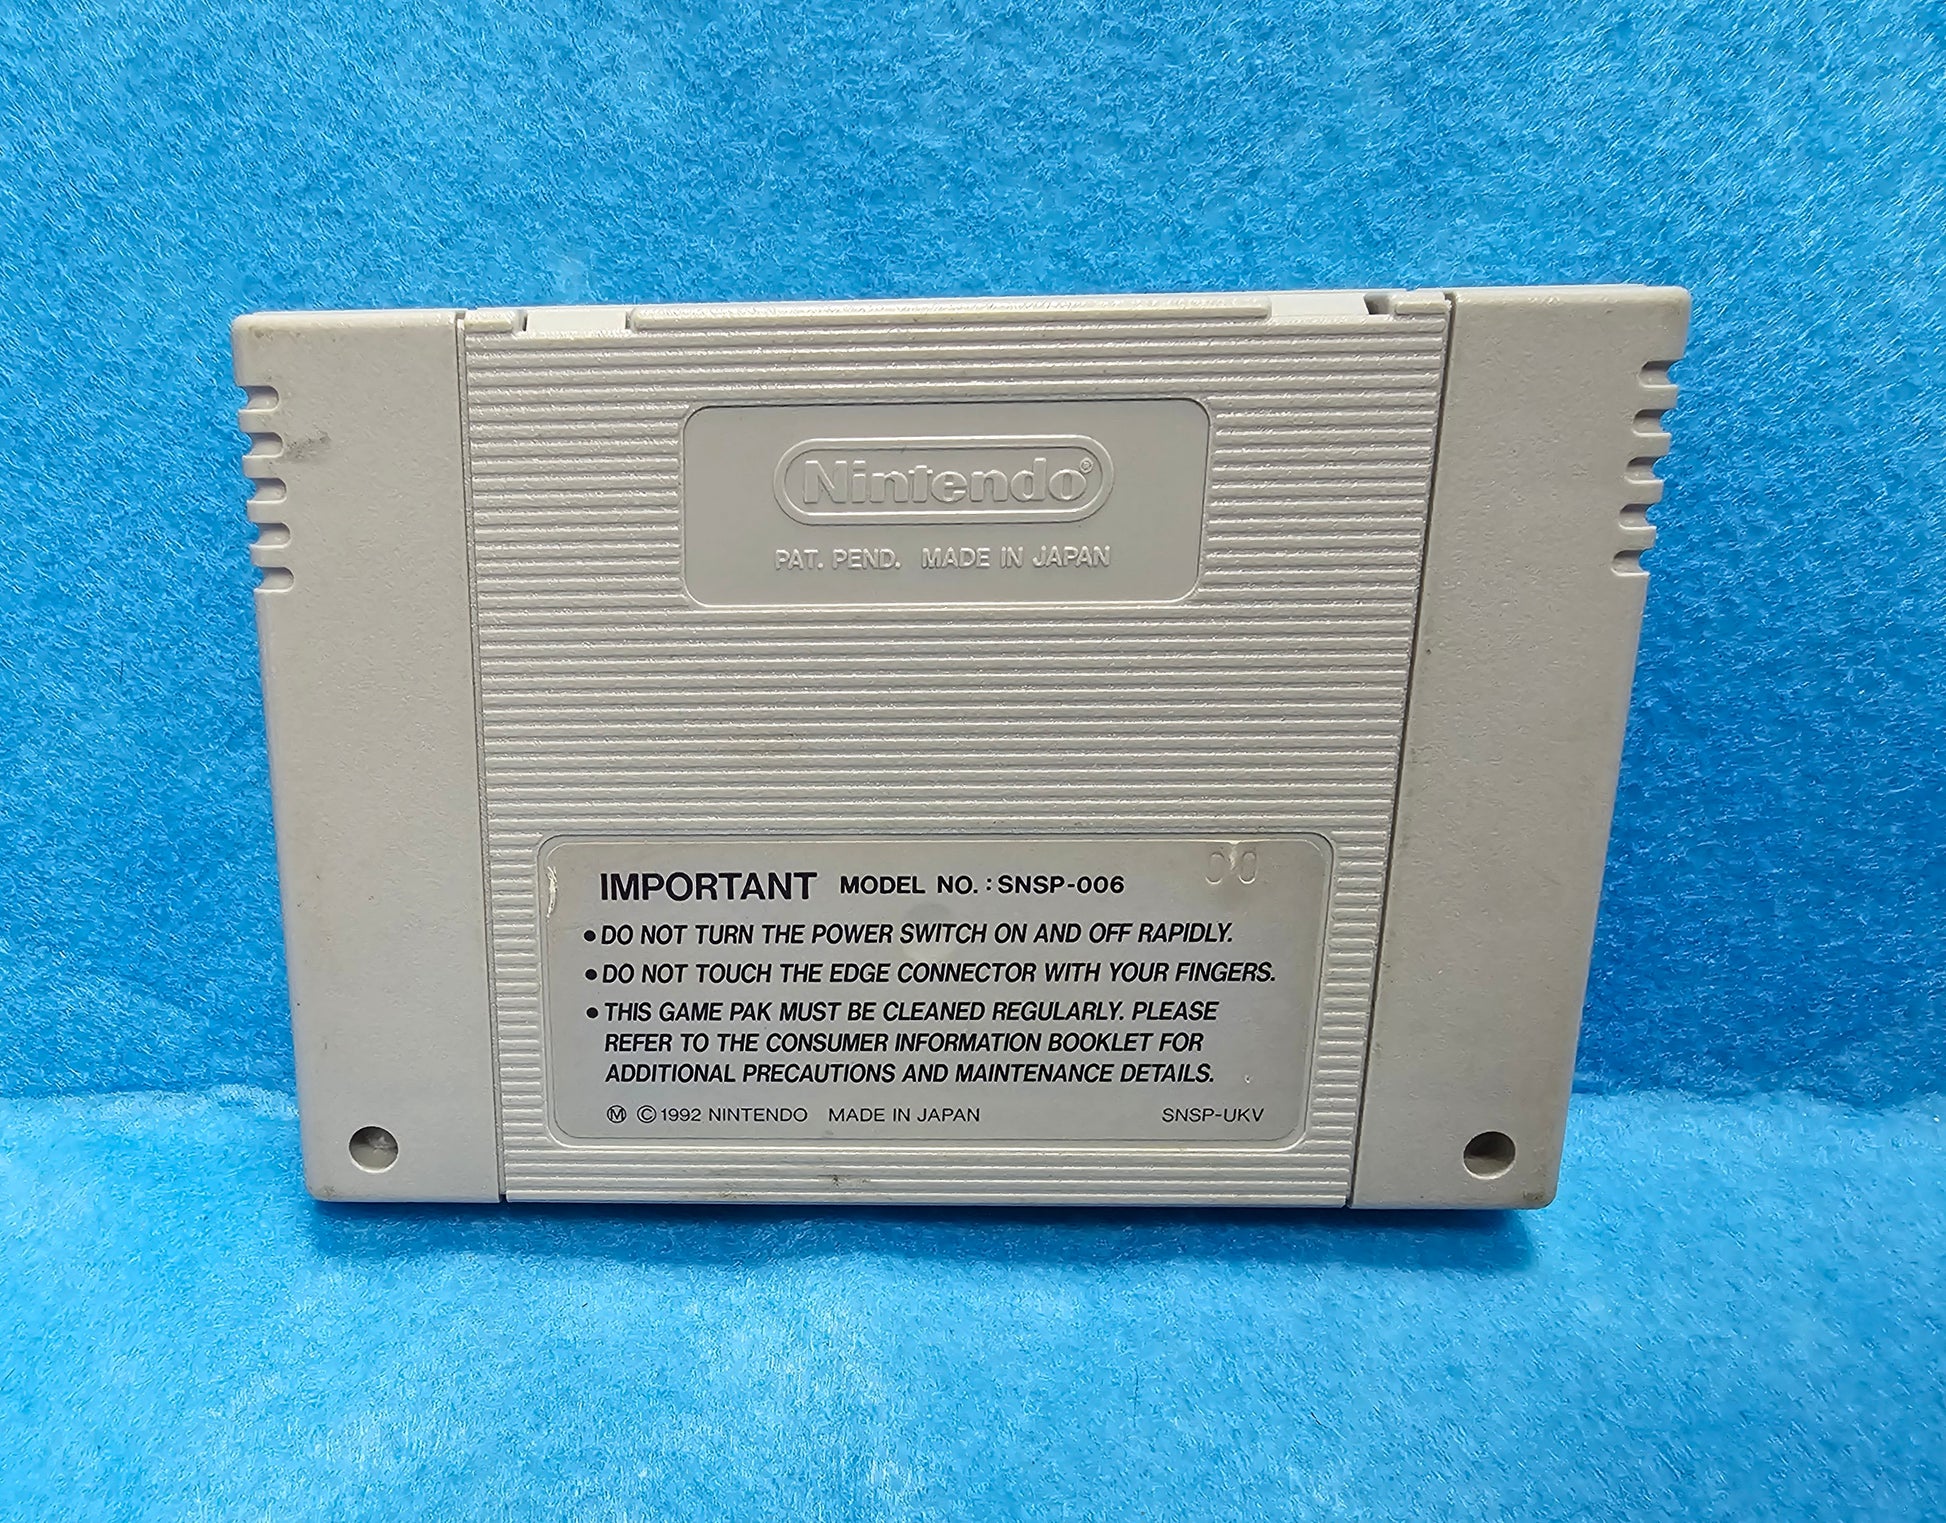 Nintendo®
PAT. PEND. MADE IN JAPAN
IMPORTANT MODEL NO. : SNSP-006
00
• DO NOT TURN THE POWER SWITCH ON AND OFF RAPIDLY.
• DO NOT TOUCH THE EDGE CONNECTOR WITH YOUR FINGERS.
• THIS GAME PAK MUST BE CLEANED REGULARLY. PLEASE
REFER TO THE CONSUMER INFORMATION BOOKLET FOR
ADDITIONAL PRECAUTIONS AND MAINTENANCE DETAILS.
Ⓜ © 1992 NINTENDO MADE IN JAPAN SNSP-UKV